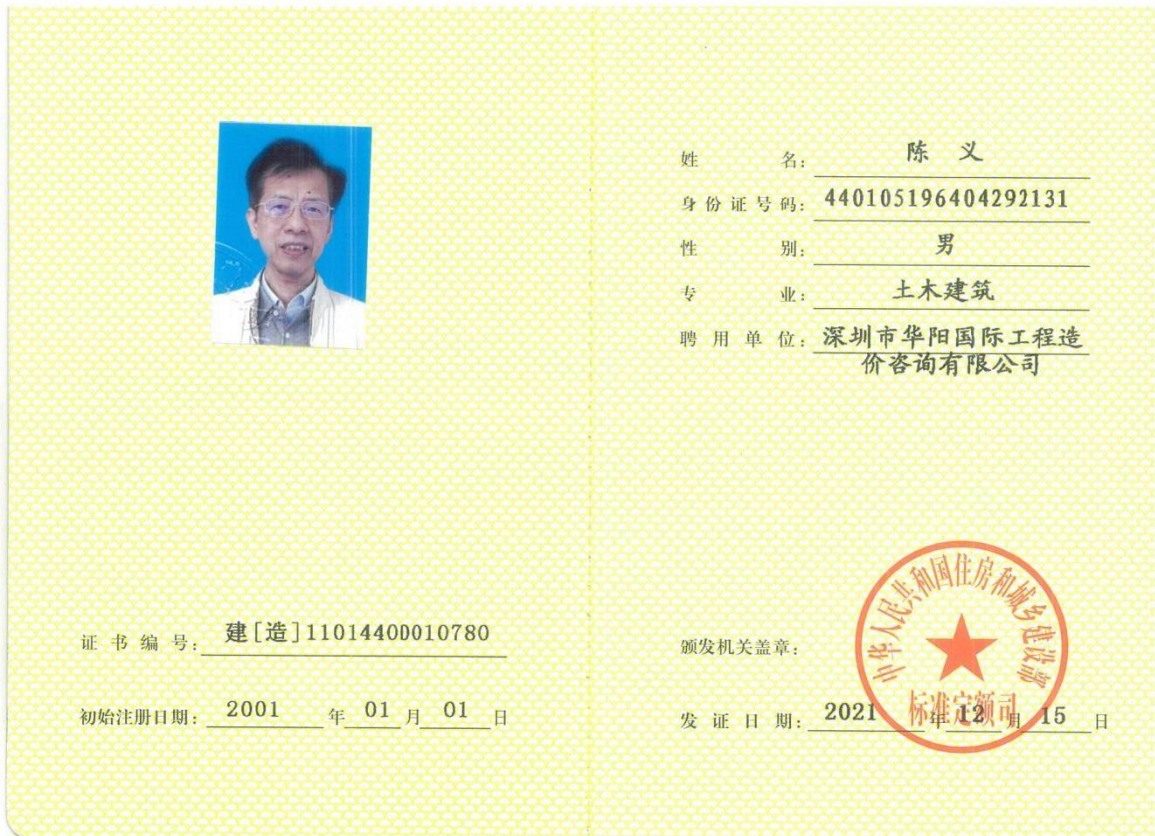 姓名: 陈 义
身份证号码: 440105196404292131
性别: 男
专业: 土木建筑
聘用单位: 深圳市华阳国际工程造
价咨询有限公司
证书编号: 建[造]11014400010780
初始注册日期: 2001 年 01 月 01 日
颁发机关盖章:
中华人民共和国住房和城乡建设部
标准定额司
发证日期: 2021 年 12 月 15 日